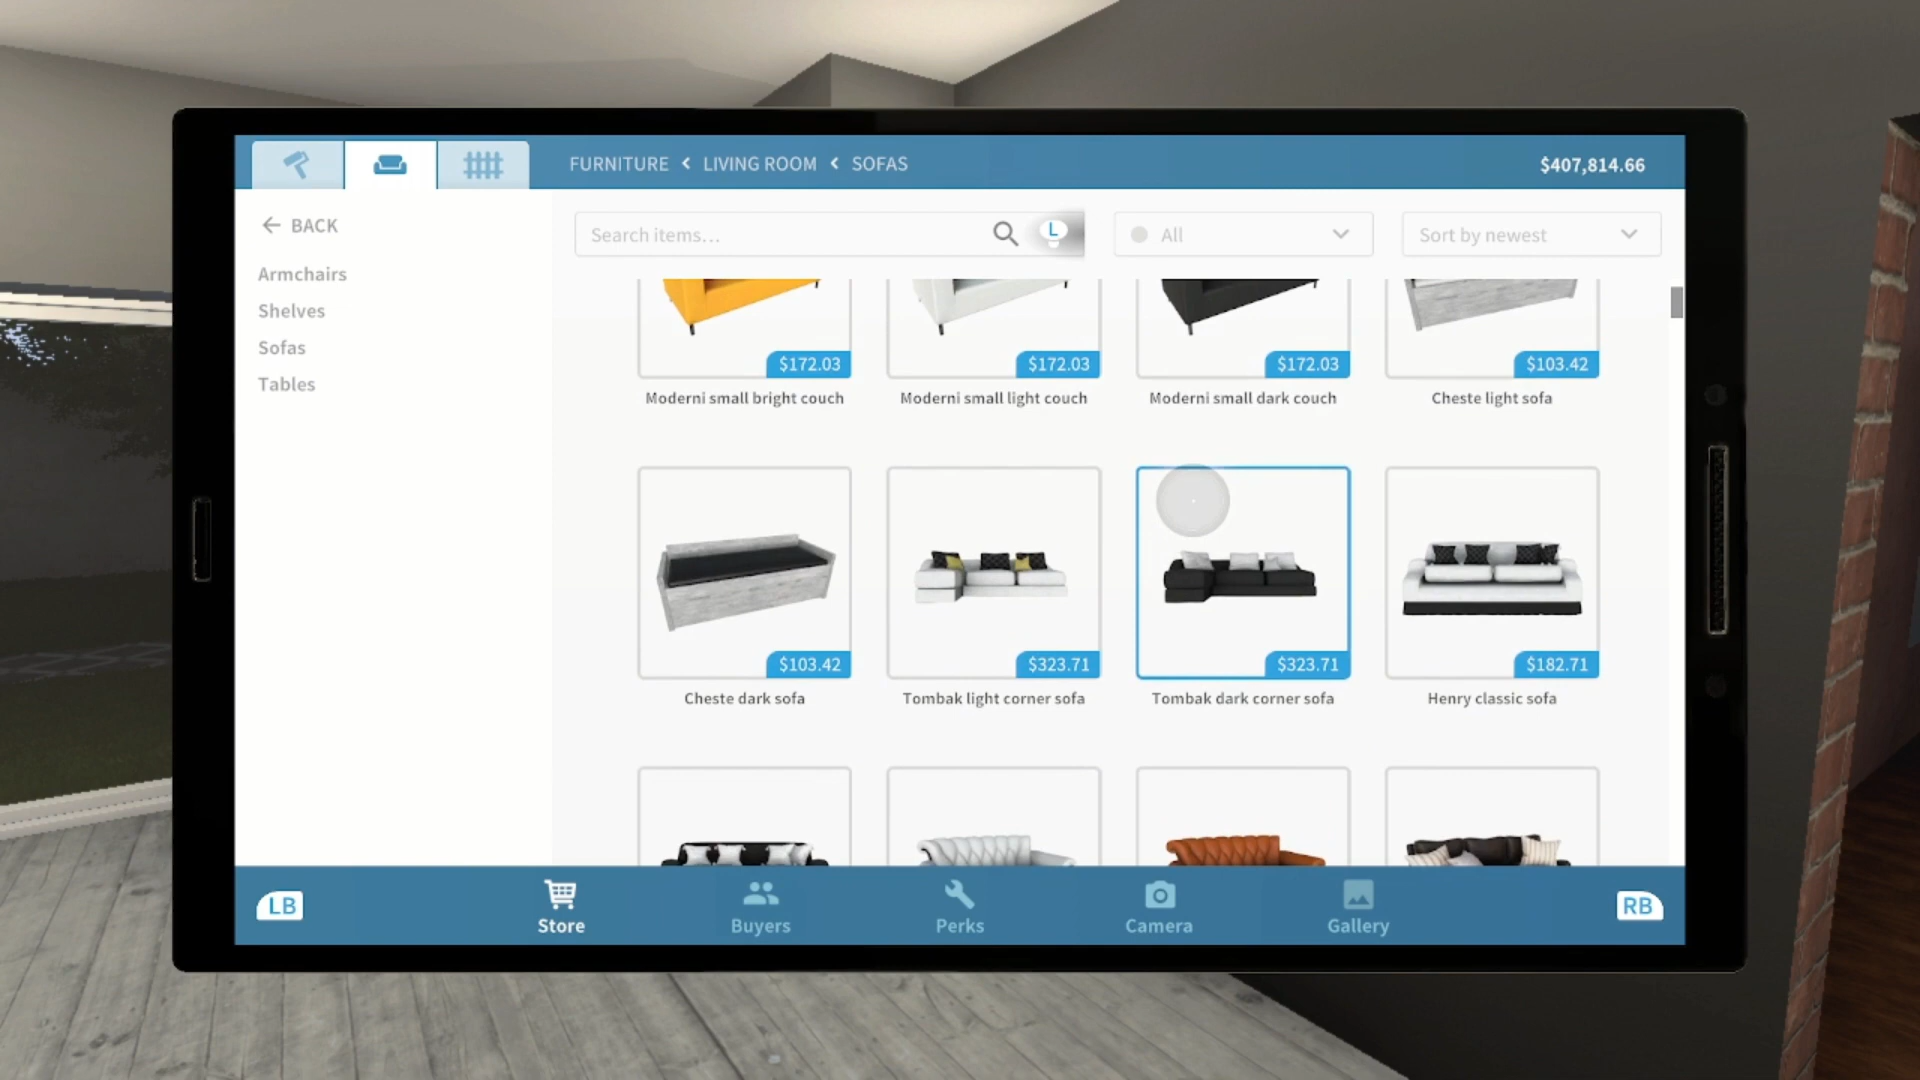 FURNITURE < LIVING ROOM < SOFAS
$407,814.66
BACK
Armchairs
Shelves
Sofas
Tables
Search items...
L
All
Sort by newest
$172.03
$172.03
$172.03
$103.42
Moderni small bright couch
Moderni small light couch
Moderni small dark couch
Cheste light sofa
$103.42
$323.71
$323.71
$182.71
Cheste dark sofa
Tombak light corner sofa
Tombak dark corner sofa
Henry classic sofa
LB
Store
Buyers
Perks
Camera
Gallery
RB